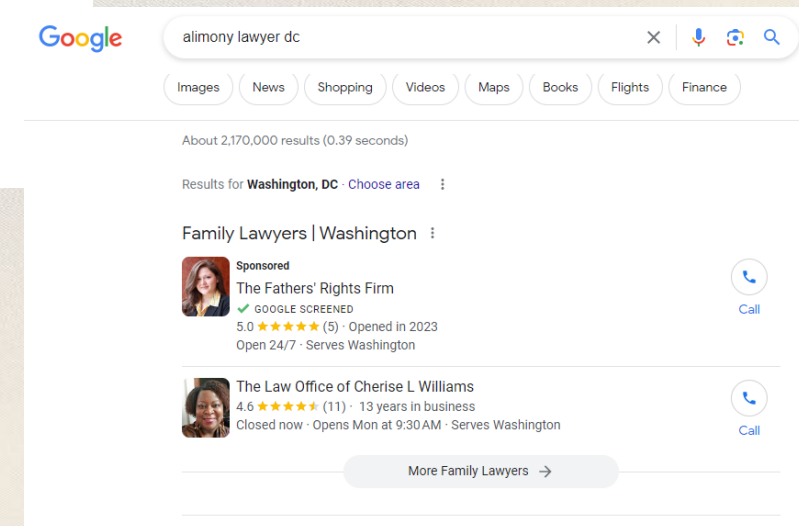 Google
alimony lawyer dc
Images News Shopping Videos Maps Books Flights Finance
About 2,170,000 results (0.39 seconds)
Results for Washington, DC · Choose area
Family Lawyers | Washington
Sponsored
The Fathers' Rights Firm
GOOGLE SCREENED
5.0 ★★★★★ (5) · Opened in 2023
Open 24/7 · Serves Washington
Call
The Law Office of Cherise L Williams
4.6 ★★★★★ (11) · 13 years in business
Closed now · Opens Mon at 9:30 AM · Serves Washington
Call
More Family Lawyers →